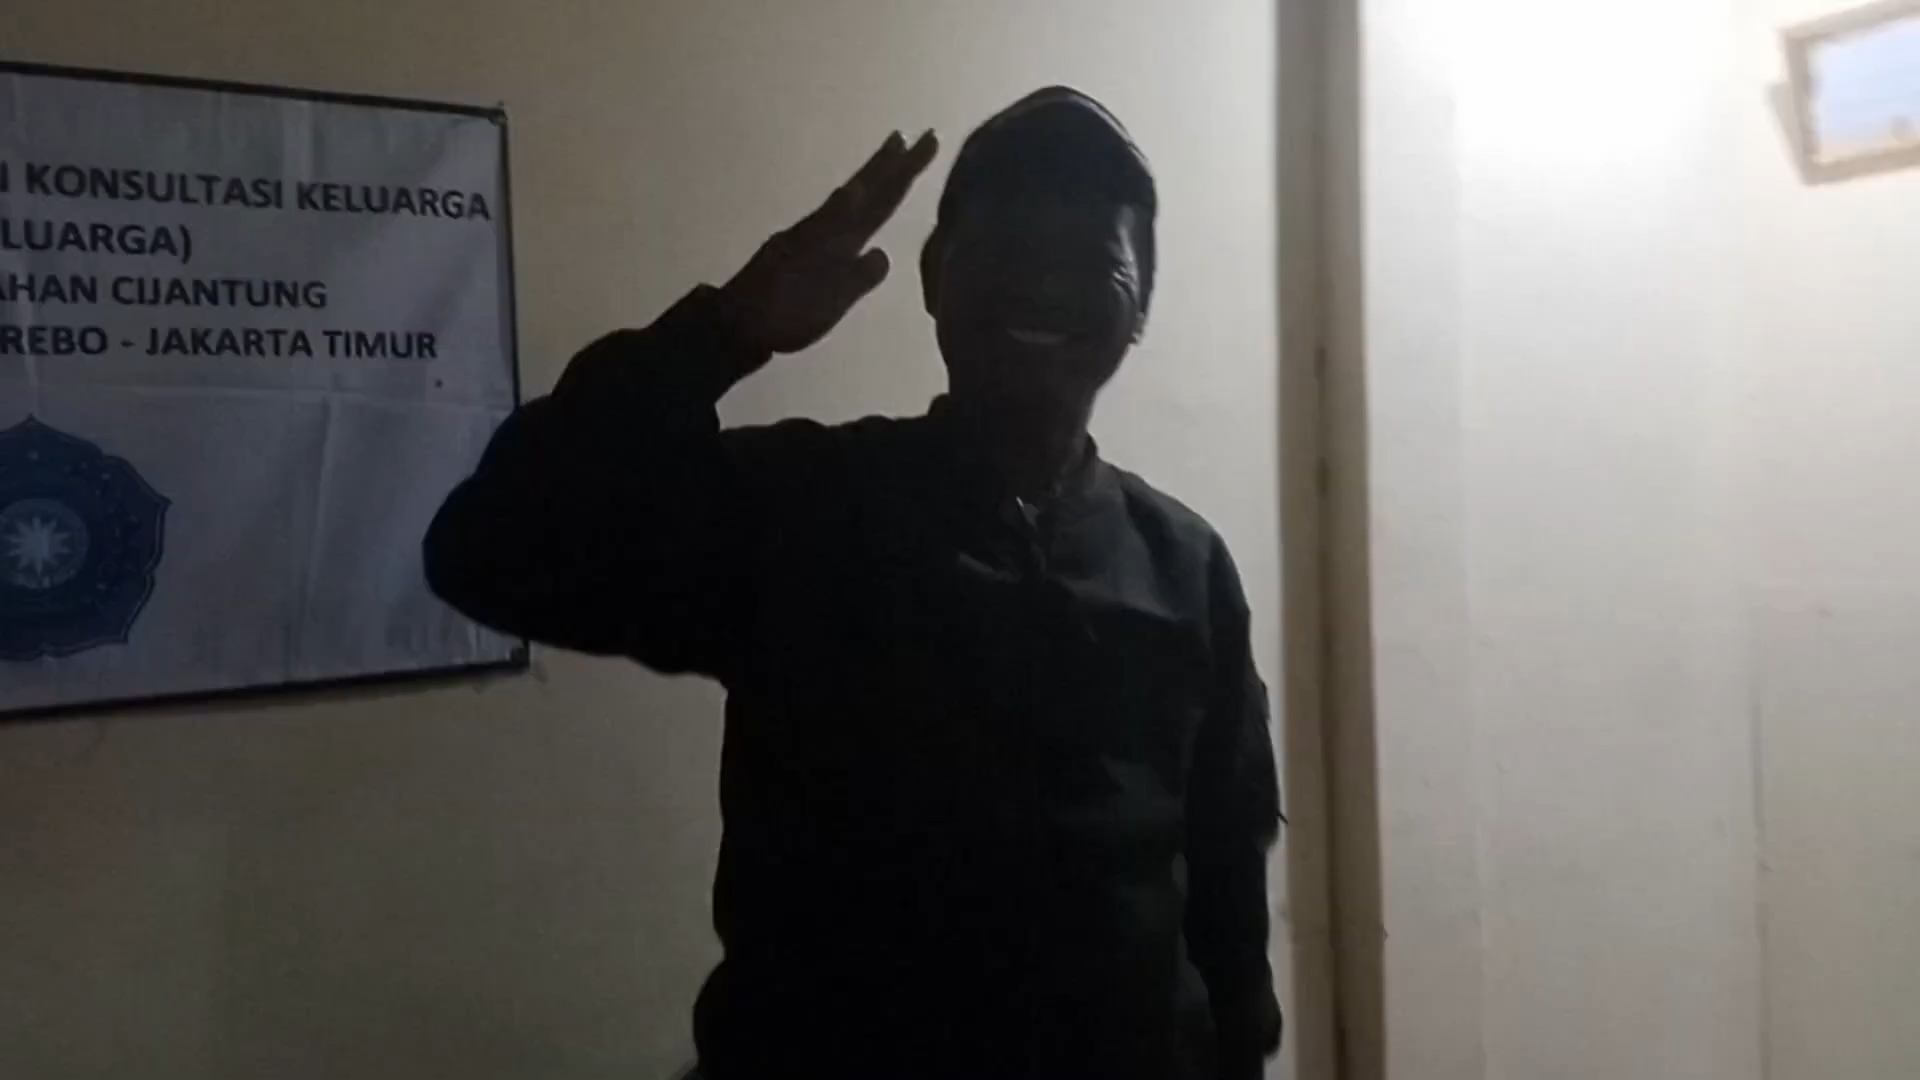 KONSULTASI KELUARGA
LUARGA)
AHAN CIJANTUNG
REBO - JAKARTA TIMUR